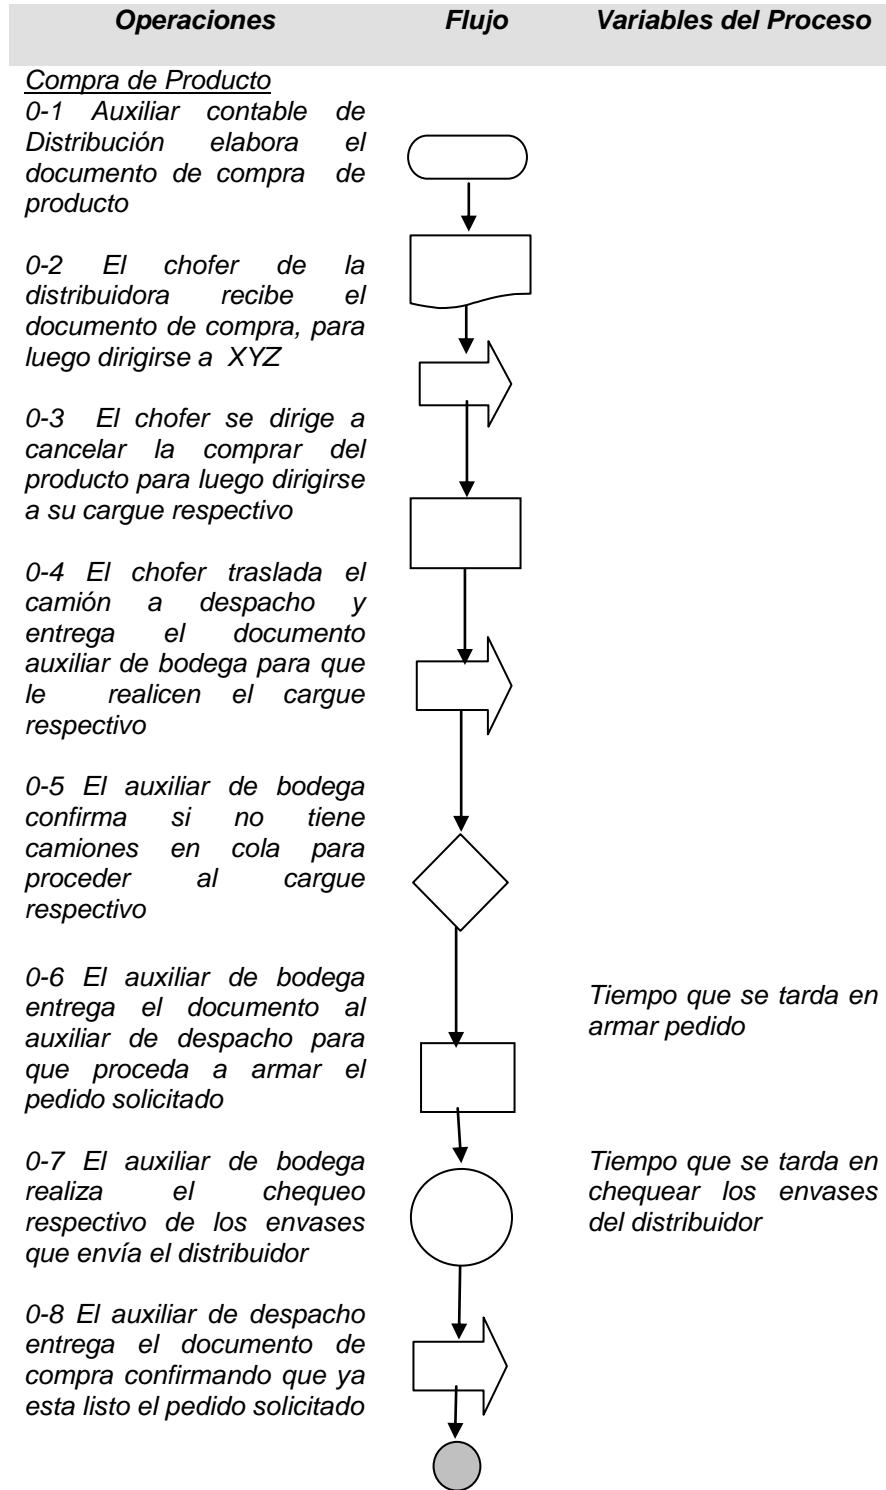 Operaciones Flujo Variables del Proceso
Compra de Producto
0-1 Auxiliar contable de
Distribución elabora el
documento de compra de
producto
0-2 El chofer de la
distribuidora recibe el
documento de compra, para
luego dirigirse a XYZ
0-3 El chofer se dirige a
cancelar la comprar del
producto para luego dirigirse
a su cargue respectivo
0-4 El chofer traslada el
camión a despacho y
entrega el documento
auxiliar de bodega para que
le realicen el cargue
respectivo
0-5 El auxiliar de bodega
confirma si no tiene
camiones en cola para
proceder al cargue
respectivo
0-6 El auxiliar de bodega
entrega el documento al
auxiliar de despacho para
que proceda a armar el
pedido solicitado
Tiempo que se tarda en
armar pedido
0-7 El auxiliar de bodega
realiza el chequeo
respectivo de los envases
que envía el distribuidor
Tiempo que se tarda en
chequear los envases
del distribuidor
0-8 El auxiliar de despacho
entrega el documento de
compra confirmando que ya
esta listo el pedido solicitado